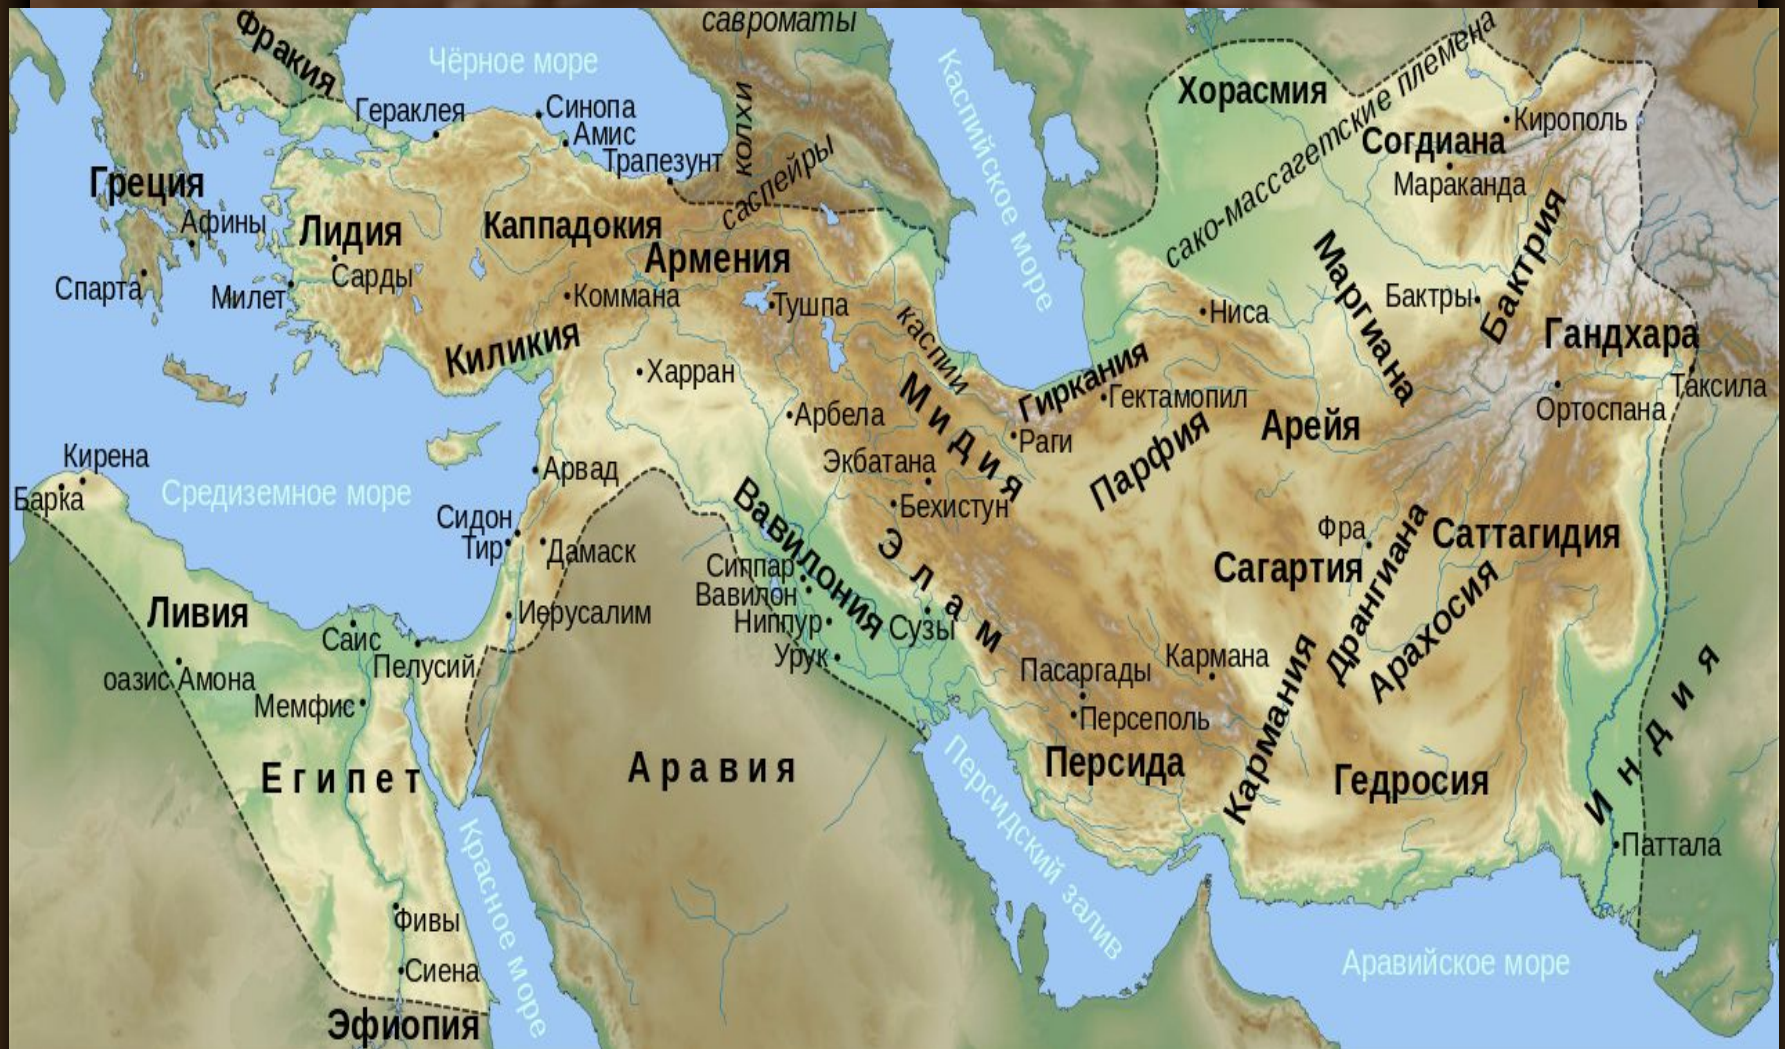 савроматы
Фракия
Чёрное море
Каспийское море
Хорасмия
сако-массагетские племена
Гераклея
Синопа
Амис
колхи
Трапезунт
саспейры
Кирополь
Согдиана
Мараканда
Греция
Афины
Лидия
Каппадокия
Армения
Сарды
Спарта
Милет
Коммана
Тушпа
Маргиана
Бактры
Бактрия
Ниса
каспии
Гандхара
Киликия
Харран
Мидия
Гиркания
Гектамопил
Таксила
Ортоспана
Арбела
Раги
Парфия
Арейя
Кирена
Барка
Средиземное море
Арвад
Экбатана
Бехистун
Вавилония
Элам
Сидон
Тир
Дамаск
Фра
Саттагидия
Сагартия
Дрангиана
Арахосия
Сиппар
Вавилон
Ниппур
Сузы
Урук
Ливия
Саис
Иерусалим
Пелусий
оазис Амона
Мемфис
Пасаргады
Кармана
Персеполь
Персида
Кармания
Гедросия
Индия
Египет
Аравия
Персидский залив
Красное море
Паттала
Фивы
Сиена
Аравийское море
Эфиопия